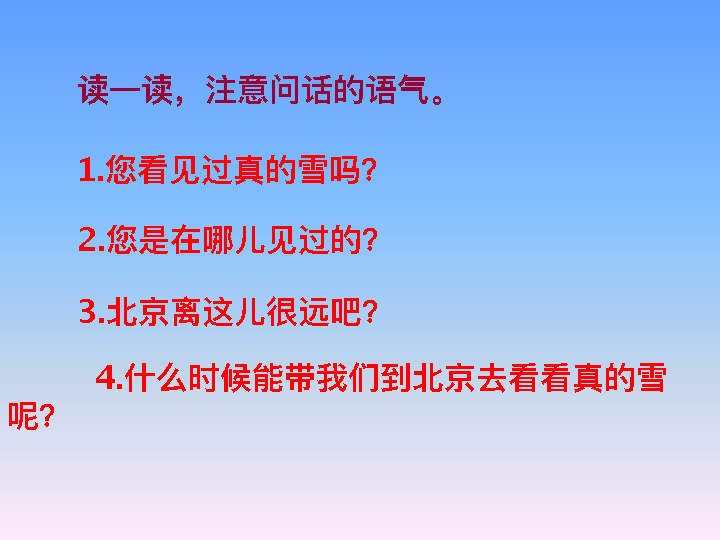 读一读，注意问话的语气。
1.您看见过真的雪吗？
2.您是在哪儿见过的？
3.北京离这儿很远吧？
4.什么时候能带我们到北京去看看真的雪
呢？